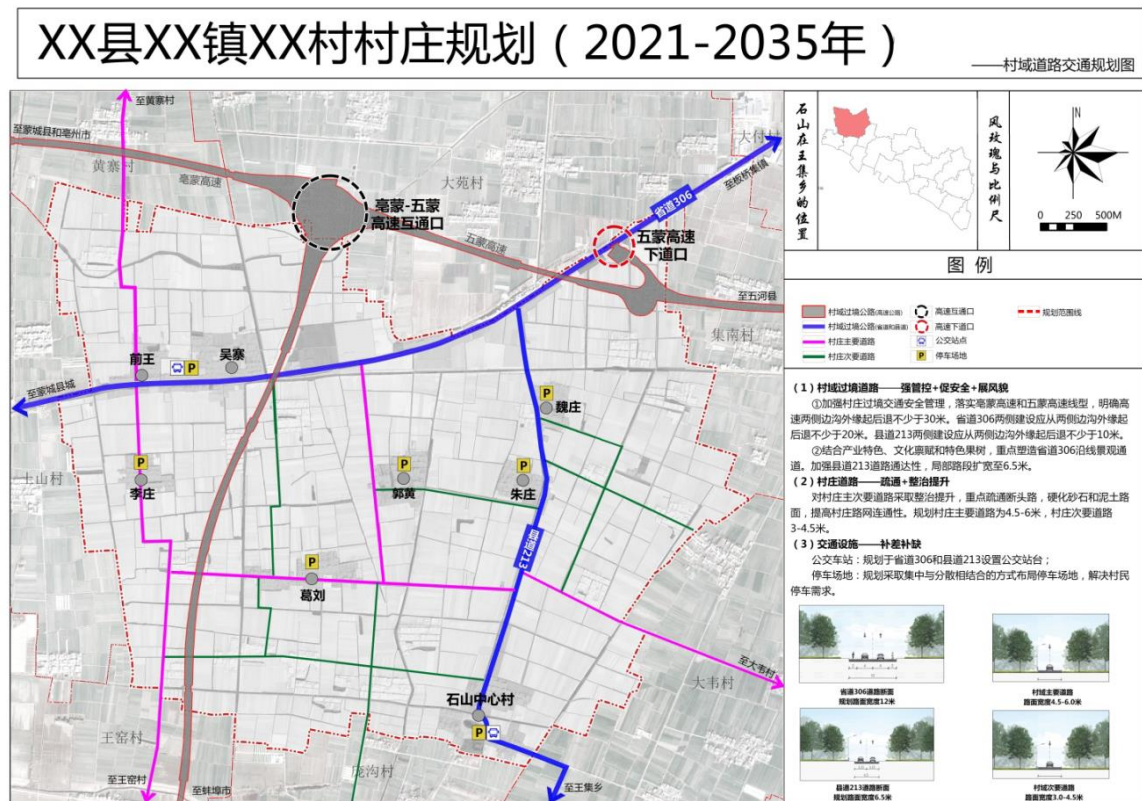 XX县XX镇XX村村庄规划（2021-2035年）
——村域道路交通规划图
至黄寨村
至蒙城县和亳州市
黄寨村
亳蒙高速
大苑村
大付村
至板桥集镇
省道306
亳蒙-五蒙
高速互通口
五蒙高速
五蒙高速
下道口
至五河县
集南村
前王
P
吴寨
至蒙城县城
P
魏庄
土山村
P
李庄
P
郭黄
P
朱庄
县道213
P
葛刘
至大韦村
大韦村
石山中心村
P
王窑村
至王窑村
至蚌埠市
庞沟村
至王集乡
石山在王集乡的位置
风玫瑰与比例尺
N
0 250 500M
图 例
村域过境公路(高速公路)
高速互通口
规划范围线
村域过境公路(省道和县道)
高速下道口
村庄主要道路
公交站点
村庄次要道路
P
停车场地
（1）村域过境道路——强管控+促安全+展风貌
①加强村庄过境交通安全管理，落实亳蒙高速和五蒙高速线型，明确高
速两侧边沟外缘起后退不少于30米。省道306两侧建设应从两侧边沟外缘起
后退不少于20米。县道213两侧建设应从两侧边沟外缘起后退不少于10米。
②结合产业特色、文化禀赋和特色果树，重点塑造省道306沿线景观通
道。加强县道213道路通达性，局部路段扩宽至6.5米。
（2）村庄道路——疏通+整治提升
对村庄主次要道路采取整治提升，重点疏通断头路，硬化砂石和泥土路
面，提高村庄路网连通性。规划村庄主要道路为4.5-6米，村庄次要道路
3-4.5米。
（3）交通设施——补差补缺
公交车站：规划于省道306和县道213设置公交站台；
停车场地：规划采取集中与分散相结合的方式布局停车场地，解决村民
停车需求。
省道306道路断面
规划路面宽度12米
村域主要道路
路面宽度4.5-6.0米
县道213道路断面
规划路面宽度6.5米
村域次要道路
路面宽度3.0-4.5米